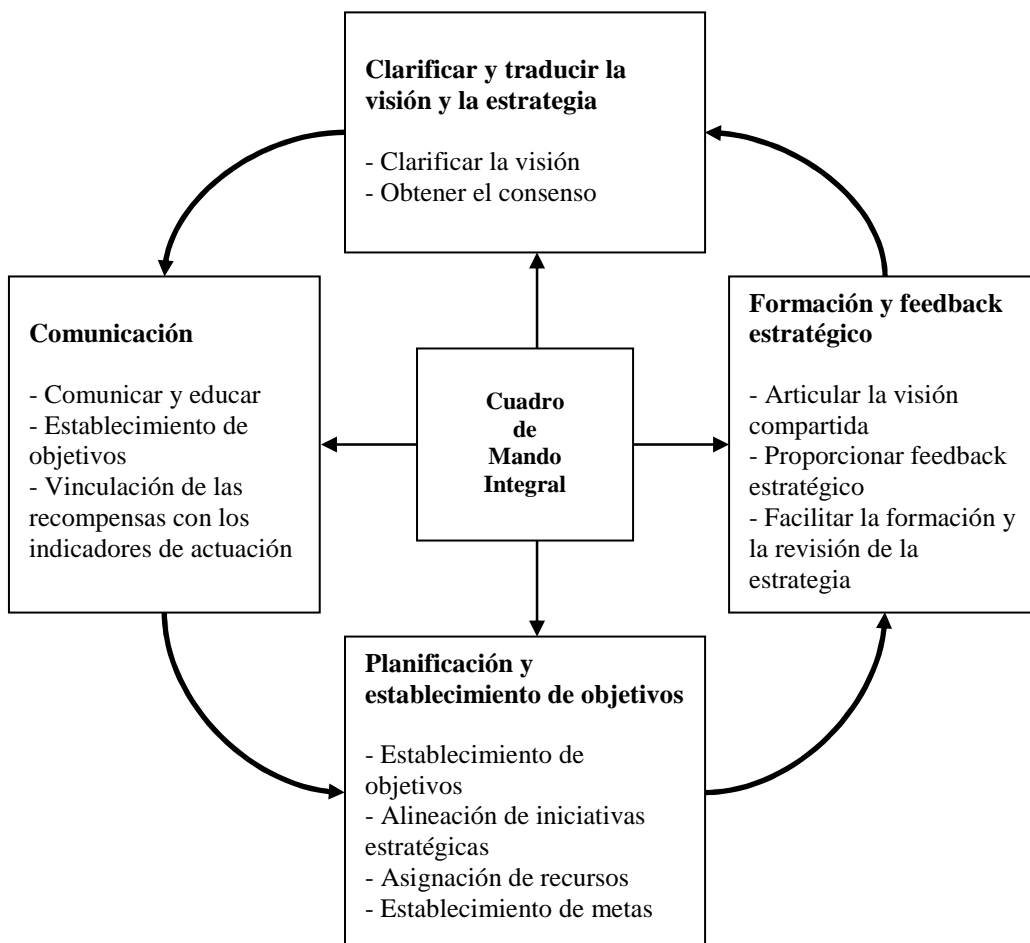 Clarificar y traducir la
visión y la estrategia
- Clarificar la visión
- Obtener el consenso
Comunicación
- Comunicar y educar
- Establecimiento de
objetivos
- Vinculación de las
recompensas con los
indicadores de actuación
Cuadro
de
Mando
Integral
Formación y feedback
estratégico
- Articular la visión
compartida
- Proporcionar feedback
estratégico
- Facilitar la formación y
la revisión de la
estrategia
Planificación y
establecimiento de objetivos
- Establecimiento de
objetivos
- Alineación de iniciativas
estratégicas
- Asignación de recursos
- Establecimiento de metas